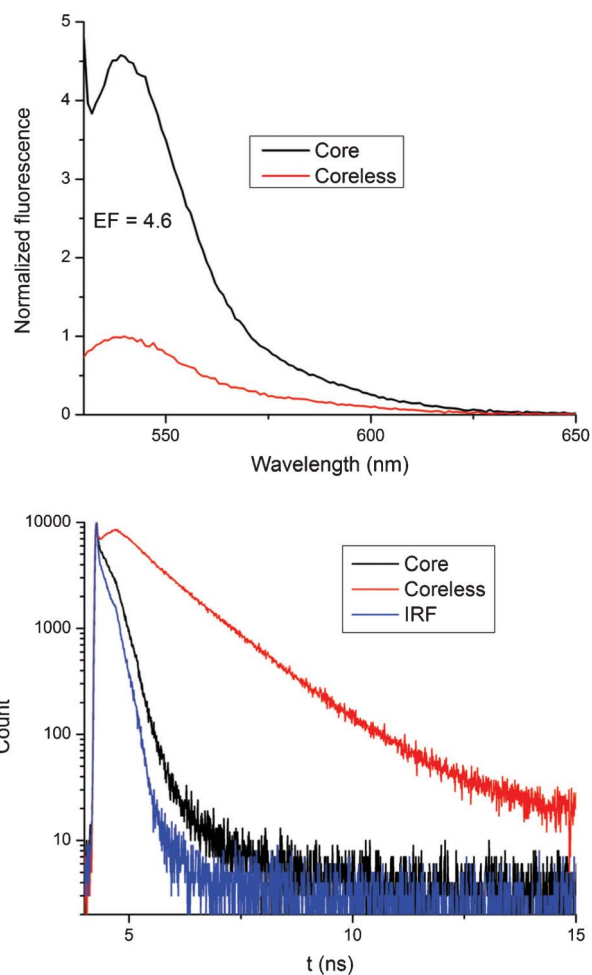 5
4
3
2
1
0
Normalized fluorescence
Core
Coreless
EF = 4.6
550
600
650
Wavelength (nm)
10000
1000
100
10
Count
Core
Coreless
IRF
5
10
15
t (ns)